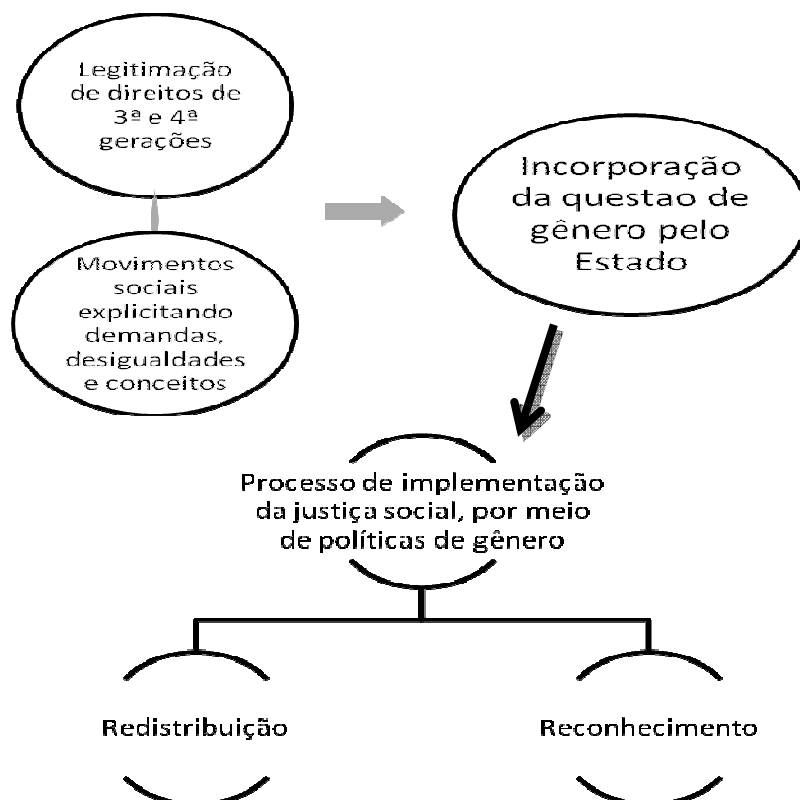 Legitimação
de direitos de
3ª e 4ª
gerações
Movimentos
sociais
explicitando
demandas,
desigualdades
e conceitos
Incorporação
da questao de
gênero pelo
Estado
Processo de implementação
da justiça social, por meio
de políticas de gênero
Redistribuição
Reconhecimento